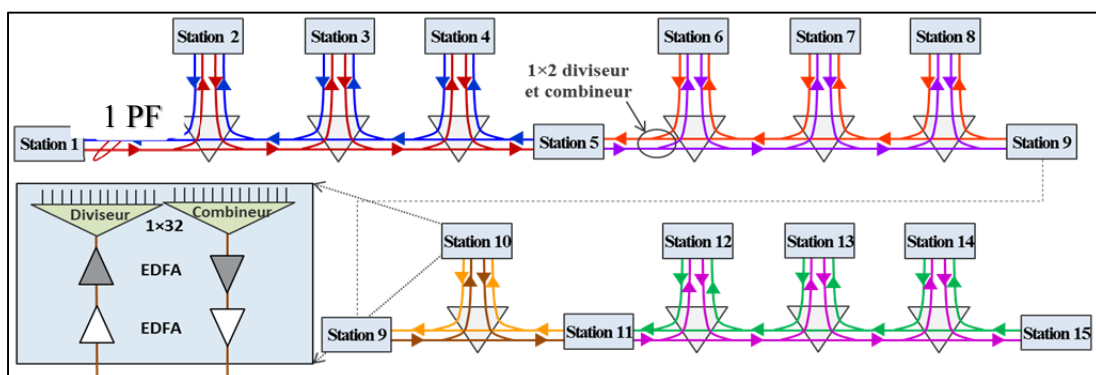 Station 2
Station 3
Station 4
Station 6
Station 7
Station 8
1×2 diviseur
et combineur
1 PF
Station 1
Station 5
Station 9
Diviseur
Combineur
1×32
EDFA
EDFA
Station 10
Station 12
Station 13
Station 14
Station 9
Station 11
Station 15